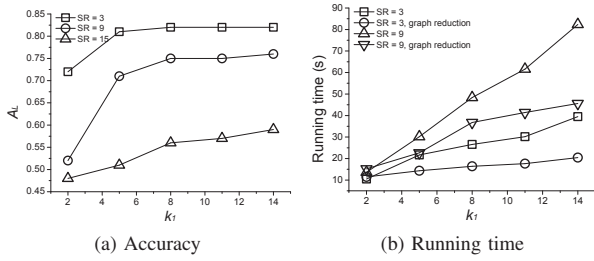 0.85
0.80
0.75
0.70
0.65
0.60
0.55
0.50
0.45
A_L
SR = 3
SR = 9
SR = 15
2 4 6 8 10 12 14
k_1
(a) Accuracy
90
80
70
60
50
40
30
20
10
Running time (s)
SR = 3
SR = 3, graph reduction
SR = 9
SR = 9, graph reduction
2 4 6 8 10 12 14
k_1
(b) Running time